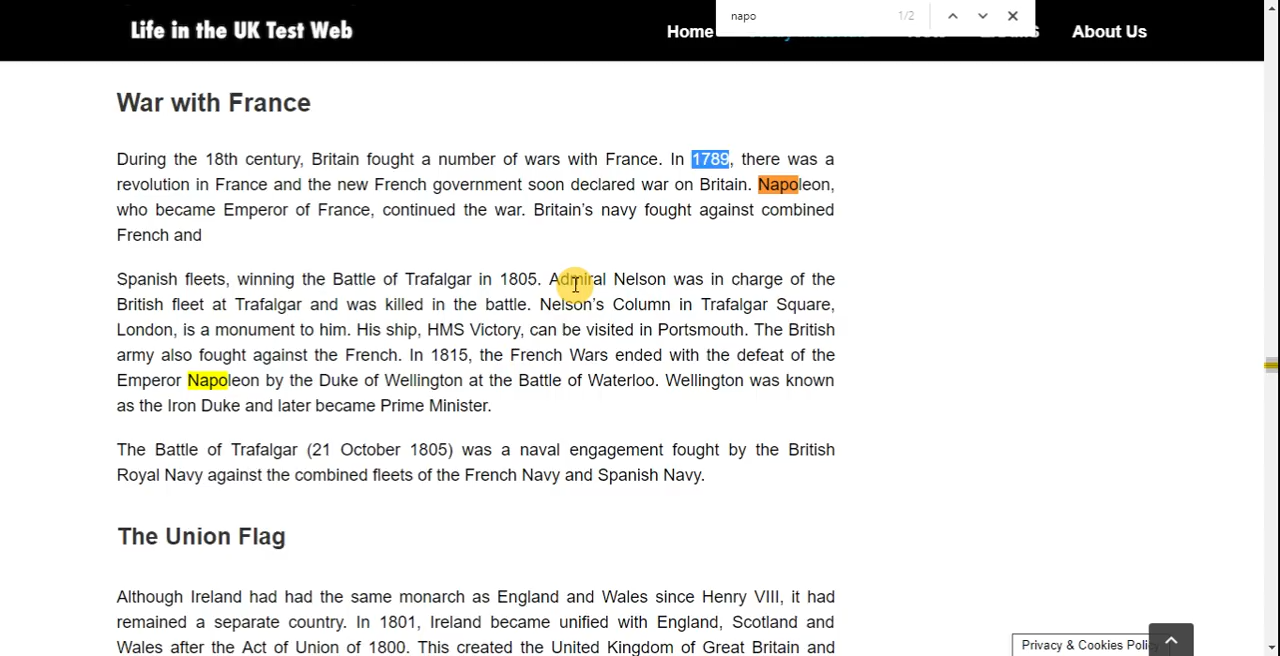 napo 1/2
Life in the UK Test Web Home About Us
War with France
During the 18th century, Britain fought a number of wars with France. In 1789, there was a
revolution in France and the new French government soon declared war on Britain. Napoleon,
who became Emperor of France, continued the war. Britain’s navy fought against combined
French and
Spanish fleets, winning the Battle of Trafalgar in 1805. Admiral Nelson was in charge of the
British fleet at Trafalgar and was killed in the battle. Nelson’s Column in Trafalgar Square,
London, is a monument to him. His ship, HMS Victory, can be visited in Portsmouth. The British
army also fought against the French. In 1815, the French Wars ended with the defeat of the
Emperor Napoleon by the Duke of Wellington at the Battle of Waterloo. Wellington was known
as the Iron Duke and later became Prime Minister.
The Battle of Trafalgar (21 October 1805) was a naval engagement fought by the British
Royal Navy against the combined fleets of the French Navy and Spanish Navy.
The Union Flag
Although Ireland had had the same monarch as England and Wales since Henry VIII, it had
remained a separate country. In 1801, Ireland became unified with England, Scotland and
Wales after the Act of Union of 1800. This created the United Kingdom of Great Britain and
Privacy & Cookies Policy